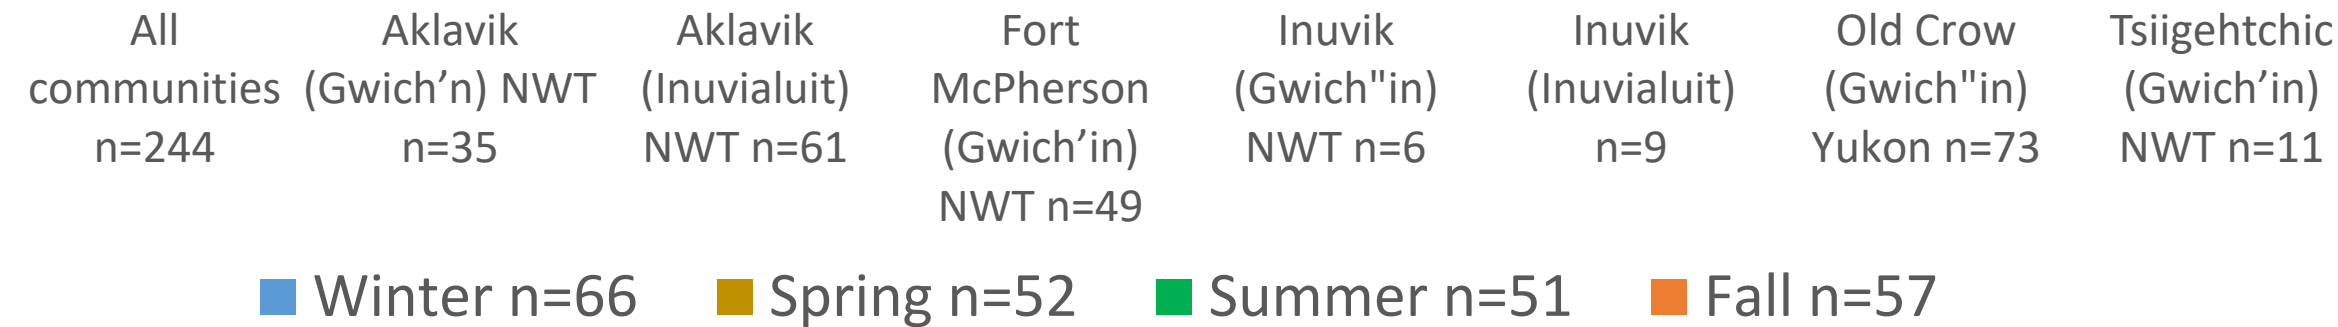 All
communities
n=244
Aklavik
(Gwich’n) NWT
n=35
Aklavik
(Inuvialuit)
NWT n=61
Fort
McPherson
(Gwich’in)
NWT n=49
Inuvik
(Gwich"in)
NWT n=6
Inuvik
(Inuvialuit)
n=9
Old Crow
(Gwich"in)
Yukon n=73
Tsiigehtchic
(Gwich’in)
NWT n=11
Winter n=66
Spring n=52
Summer n=51
Fall n=57